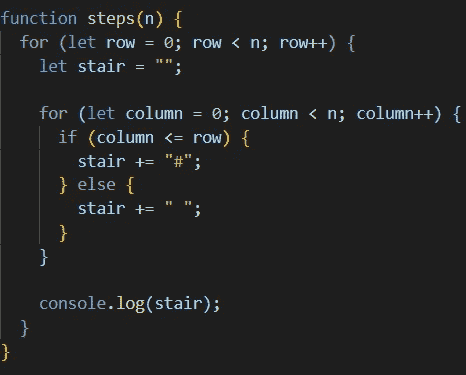 function steps(n) {
  for (let row = 0; row < n; row++) {
    let stair = "";

    for (let column = 0; column < n; column++) {
      if (column <= row) {
        stair += "#";
      } else {
        stair += " ";
      }
    }

    console.log(stair);
  }
}